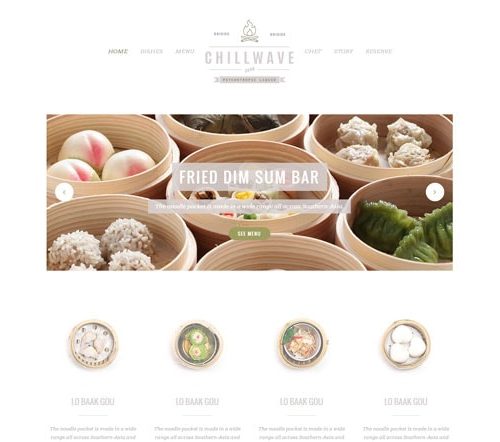 HOME DISHES MENU CHEF STORY RESERVE
CHILLWAVE
PSYCHOTROPIC LIQUOR
FRIED DIM SUM BAR
The noodle pocket is made in a wide range all across Southern Asia
SEE MENU
LO BAAK GOU LO BAAK GOU LO BAAK GOU LO BAAK GOU
The noodle pocket is made in a wide The noodle pocket is made in a wide The noodle pocket is made in a wide The noodle pocket is made in a wide
range all across Southern-Asia and range all across Southern-Asia and range all across Southern-Asia and range all across Southern-Asia and